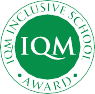 IQM INCLUSIVE SCHOOL
IQM
• AWARD •